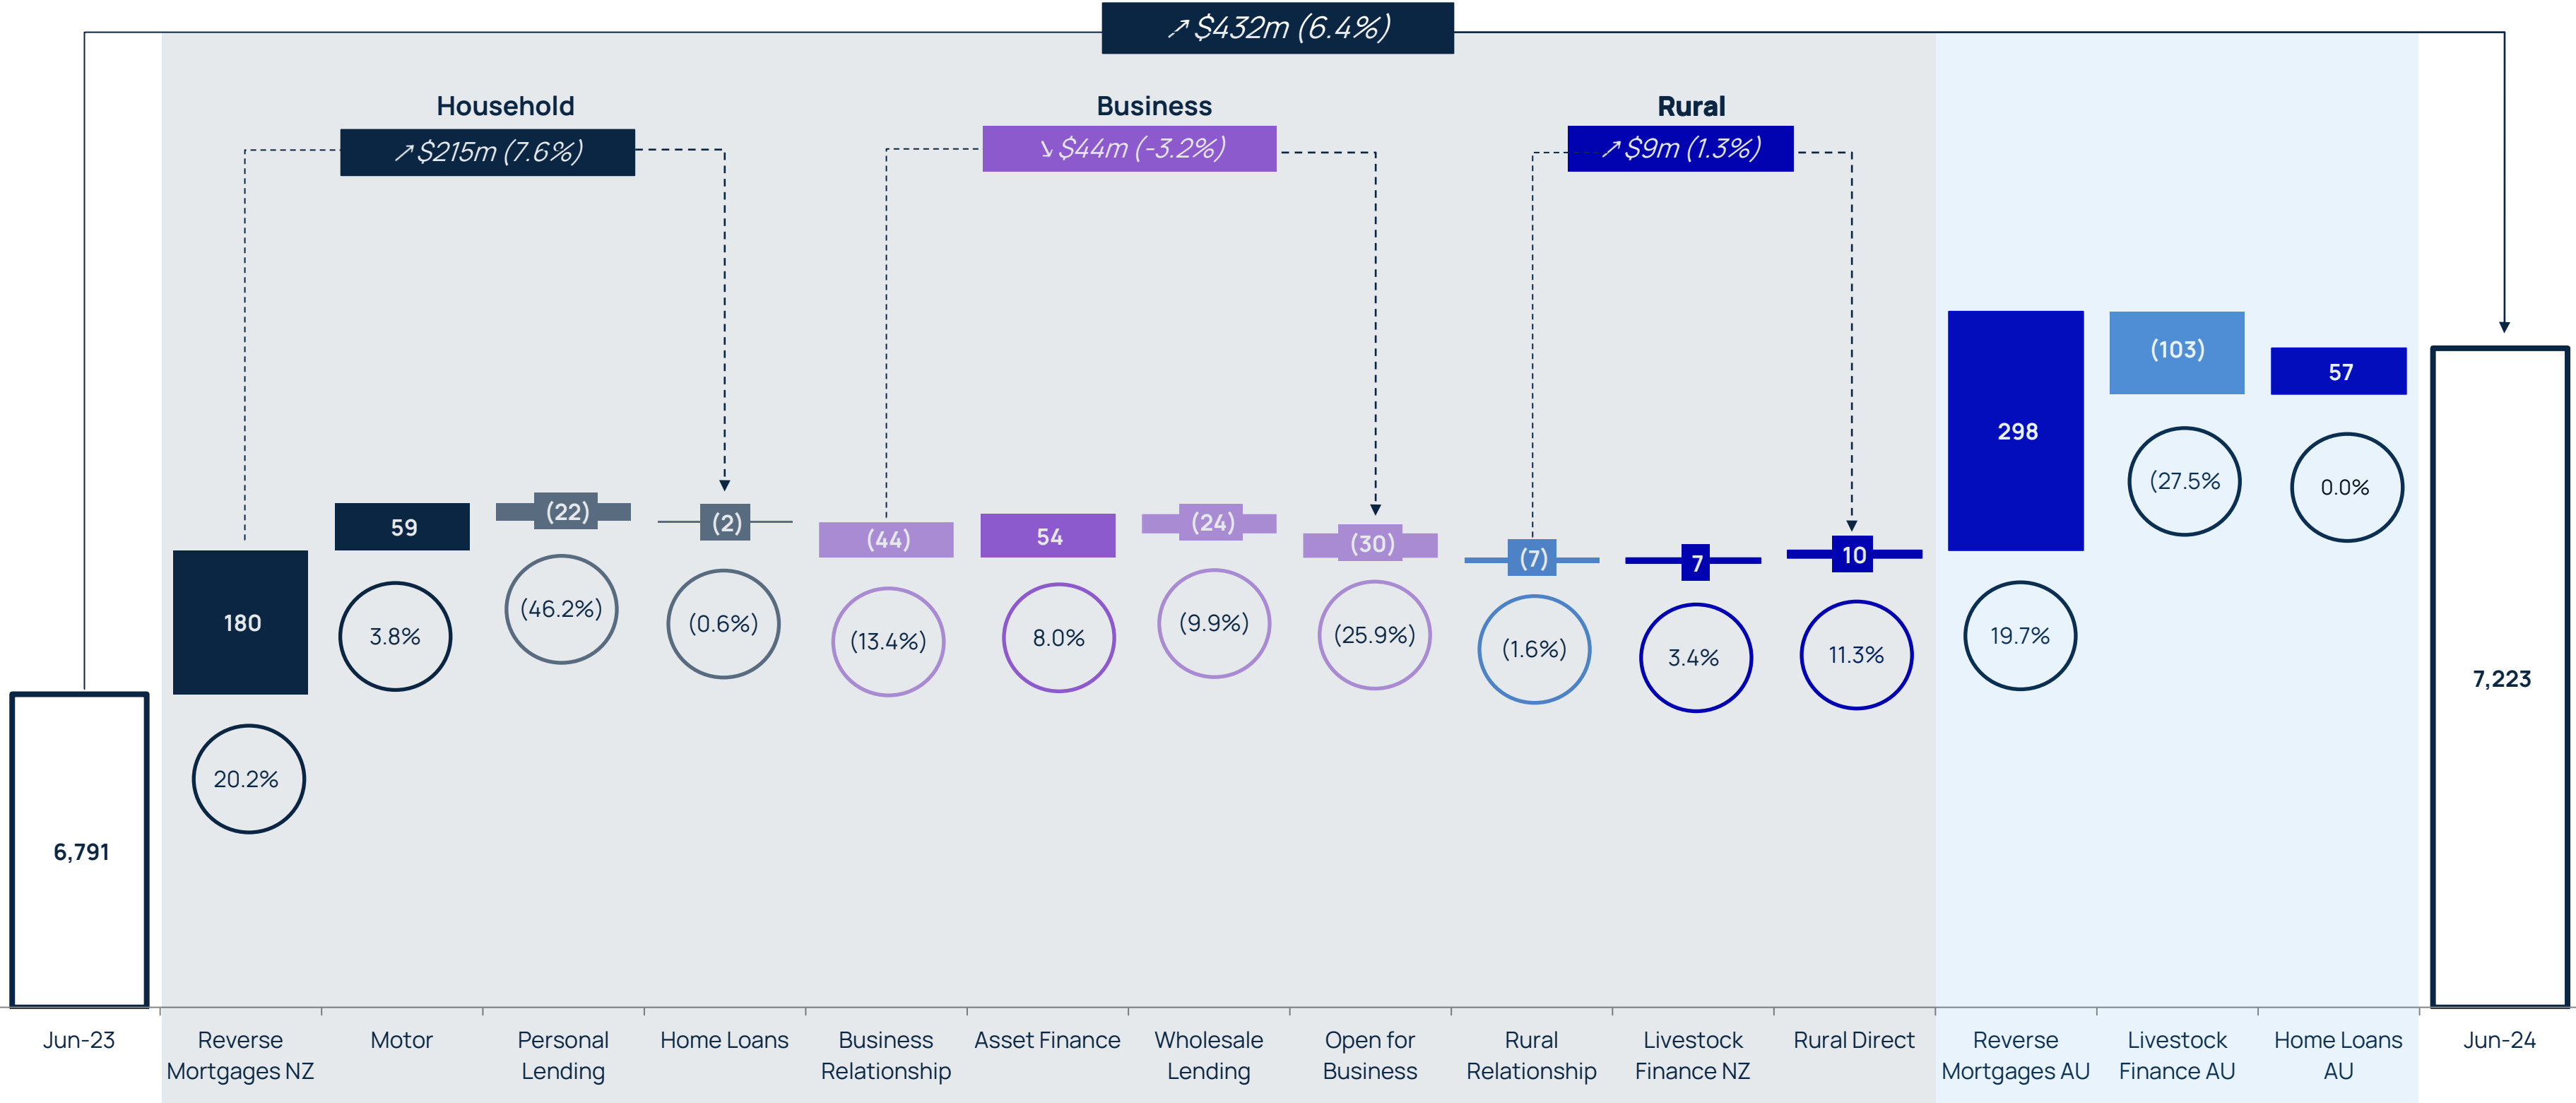 ↗ $432m (6.4%)
Household
Business
Rural
↗ $215m (7.6%)
↘ $44m (-3.2%)
↗ $9m (1.3%)
298
(103)
57
(27.5%
0.0%
59
(22)
(2)
(44)
54
(24)
(30)
(7)
7
10
180
3.8%
(46.2%)
(0.6%)
(13.4%)
8.0%
(9.9%)
(25.9%)
(1.6%)
3.4%
11.3%
19.7%
7,223
20.2%
6,791
Jun-23
Reverse
Mortgages NZ
Motor
Personal
Lending
Home Loans
Business
Relationship
Asset Finance
Wholesale
Lending
Open for
Business
Rural
Relationship
Livestock
Finance NZ
Rural Direct
Reverse
Mortgages AU
Livestock
Finance AU
Home Loans
AU
Jun-24